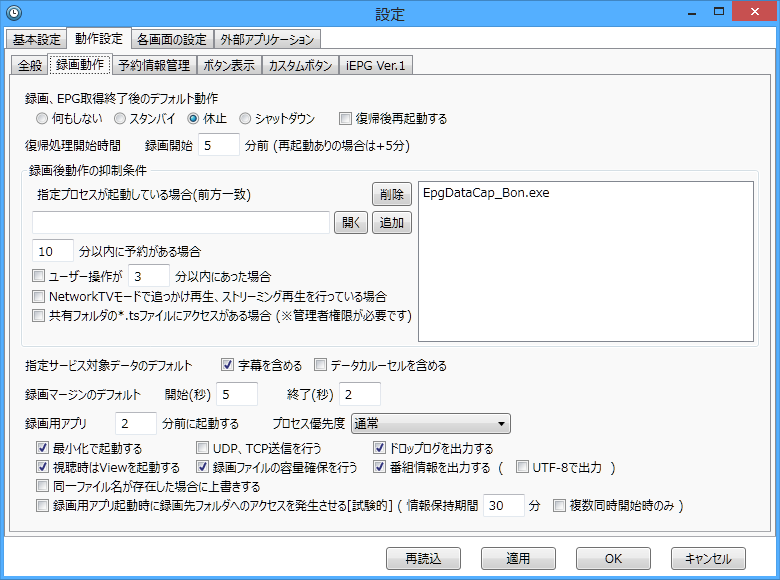 設定
基本設定 動作設定 各画面の設定 外部アプリケーション
全般 録画動作 予約情報管理 ボタン表示 カスタムボタン iEPG Ver.1
録画、EPG取得終了後のデフォルト動作
何もしない スタンバイ 休止 シャットダウン 復帰後再起動する
復帰処理開始時間 録画開始 5 分前 (再起動ありの場合は+5分)
録画後動作の抑制条件
指定プロセスが起動している場合(前方一致) 削除 EpgDataCap_Bon.exe
開く 追加
10 分以内に予約がある場合
ユーザー操作が 3 分以内にあった場合
NetworkTVモードで追っかけ再生、ストリーミング再生を行っている場合
共有フォルダの*.tsファイルにアクセスがある場合 (※管理者権限が必要です)
指定サービス対象データのデフォルト 字幕を含める データカルーセルを含める
録画マージンのデフォルト 開始(秒) 5 終了(秒) 2
録画用アプリ 2 分前に起動する プロセス優先度 通常
最小化で起動する UDP、TCP送信を行う ドロップログを出力する
視聴時はViewを起動する 録画ファイルの容量確保を行う 番組情報を出力する ( UTF-8で出力 )
同一ファイル名が存在した場合に上書きする
録画用アプリ起動時に録画先フォルダへのアクセスを発生させる[試験的] ( 情報保持期間 30 分 複数同時開始時のみ )
再読込 適用 OK キャンセル